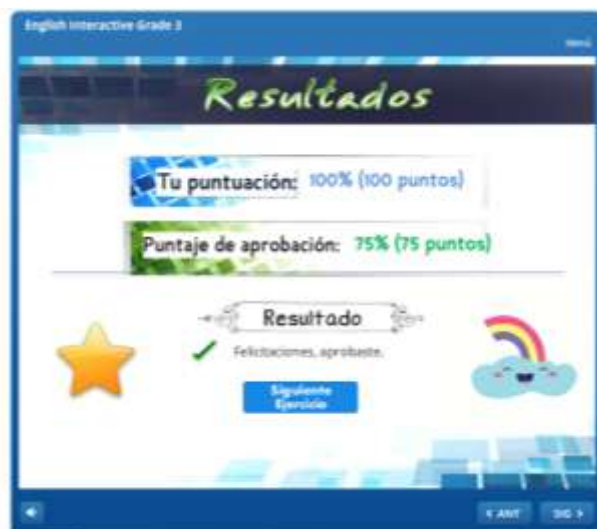 English Interactive Grade 3
Menú
Resultados
Tu puntuación: 100% (100 puntos)
Puntaje de aprobación: 75% (75 puntos)
Resultado
Felicitaciones, aprobaste.
Siguiente
Ejercicio
< ANT
SIG >